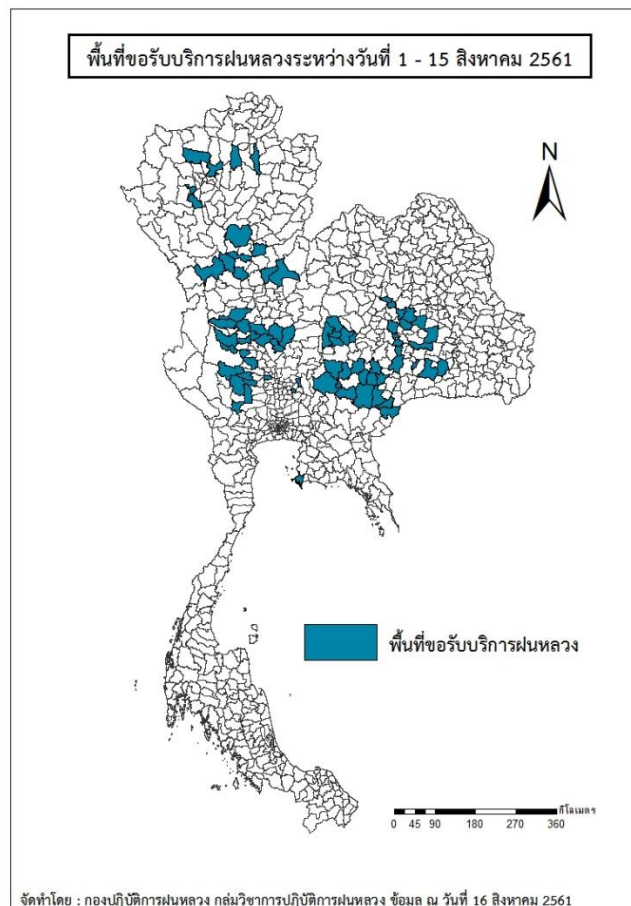 พื้นที่ขอรับบริการฝนหลวงระหว่างวันที่ 1 - 15 สิงหาคม 2561
N
พื้นที่ขอรับบริการฝนหลวง
กิโลเมตร
0 45 90 180 270 360
จัดทำโดย : กองปฏิบัติการฝนหลวง กลุ่มวิชาการปฏิบัติการฝนหลวง ข้อมูล ณ วันที่ 16 สิงหาคม 2561